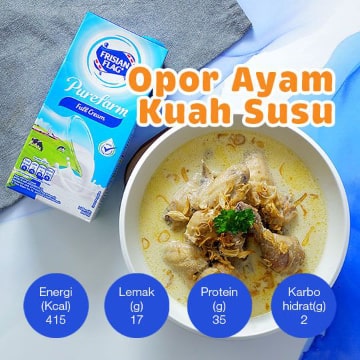 FRISIAN
FLAG
Purefarm
Full Cream
Opor Ayam
Kuah Susu
Energi
(Kcal)
415
Lemak
(g)
17
Protein
(g)
35
Karbo
hidrat(g)
2